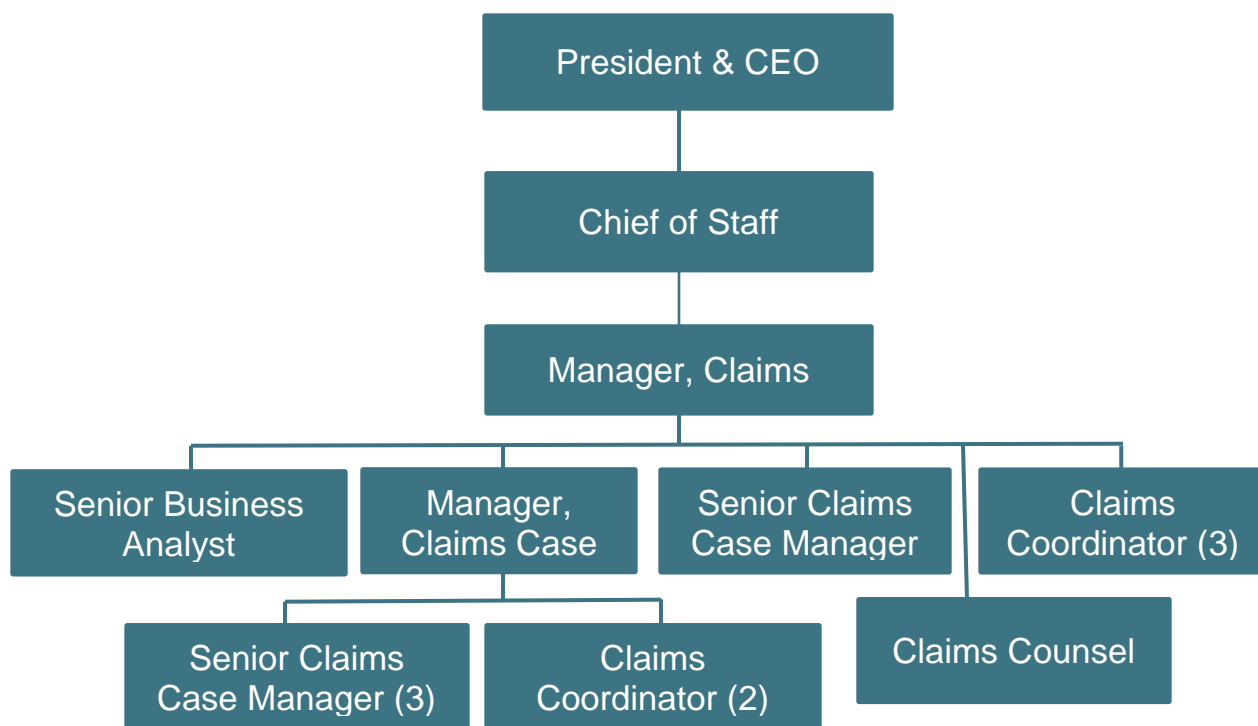 President & CEO
Chief of Staff
Manager, Claims
Senior Business
Analyst
Manager,
Claims Case
Senior Claims
Case Manager
Claims
Coordinator (3)
Senior Claims
Case Manager (3)
Claims
Coordinator (2)
Claims Counsel